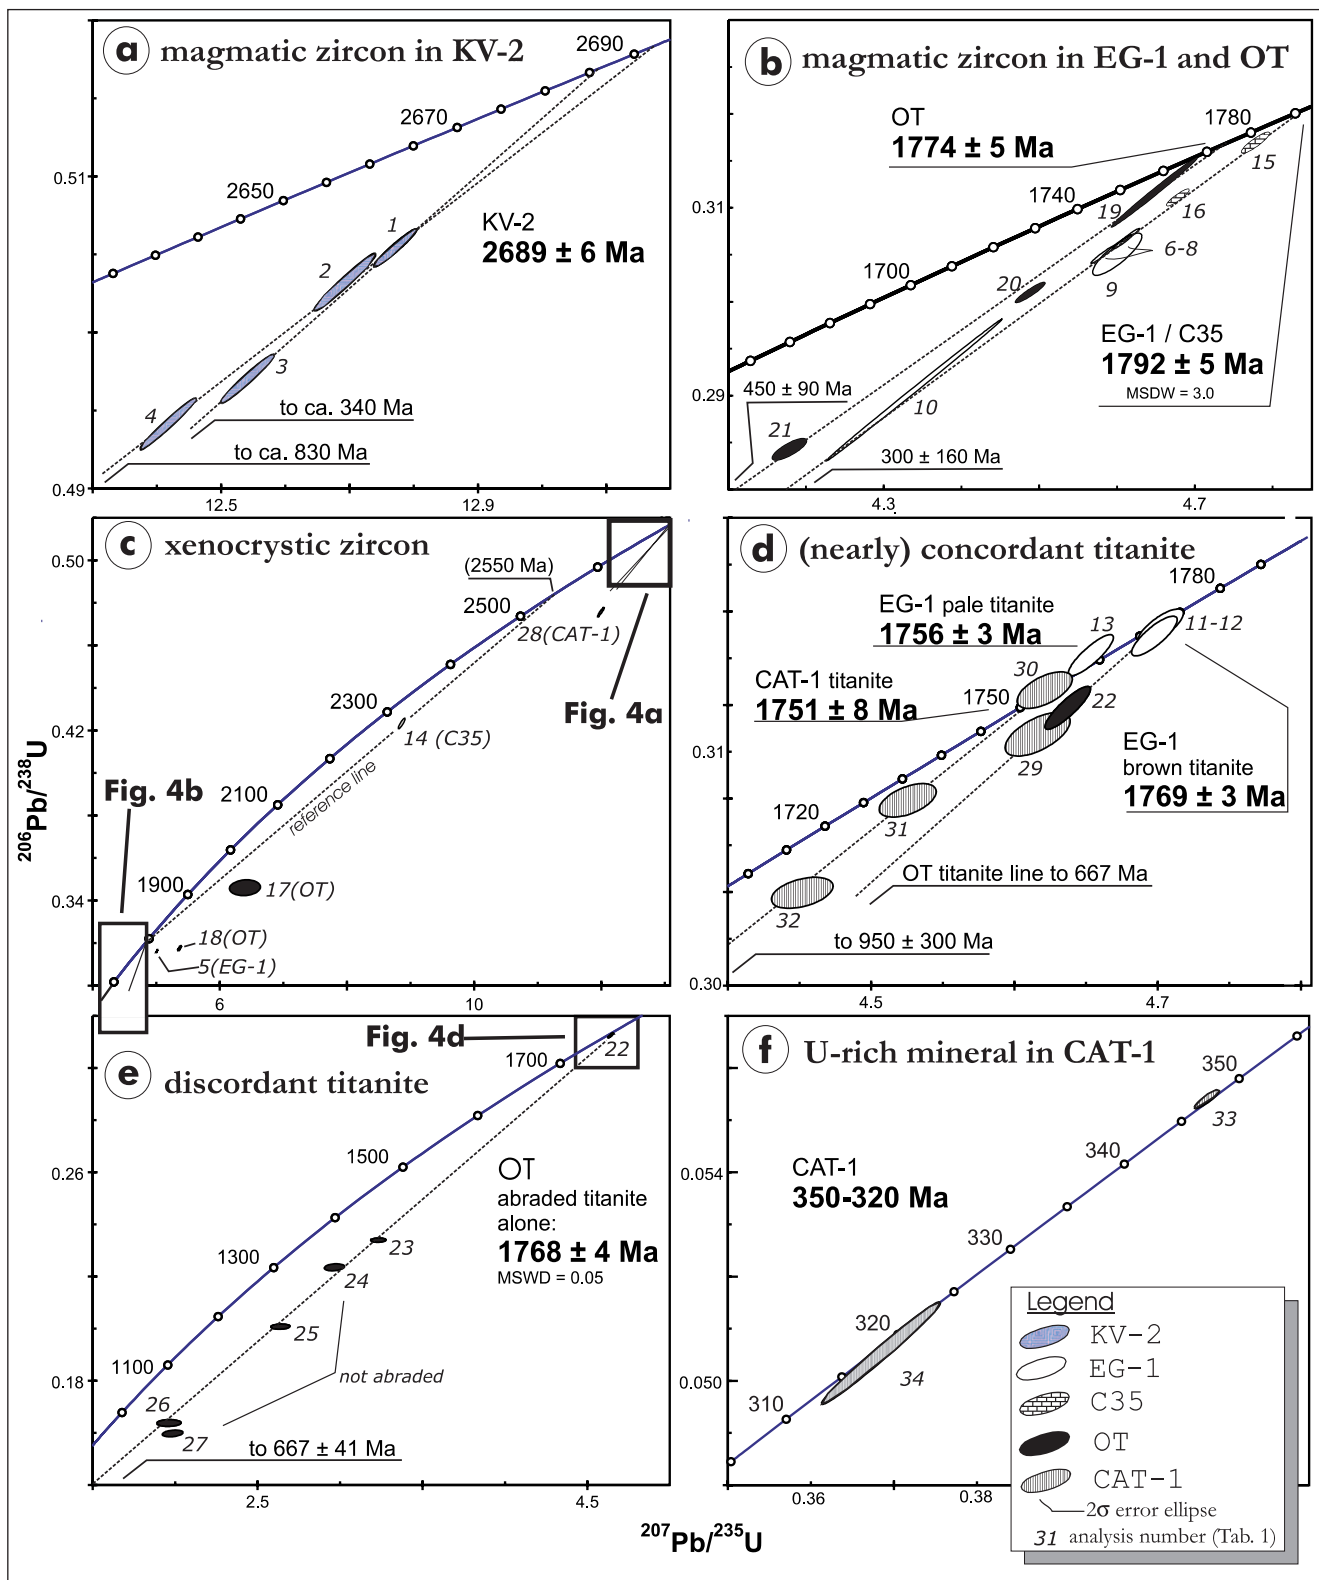 a magmatic zircon in KV-2
2690
2670
2650
0.51
1
2
3
4
KV-2
2689 ± 6 Ma
to ca. 340 Ma
to ca. 830 Ma
0.49
12.5
12.9
b magmatic zircon in EG-1 and OT
OT
1774 ± 5 Ma
1780
15
1740
0.31
19
16
6-8
1700
20
9
EG-1 / C35
1792 ± 5 Ma
MSDW = 3.0
0.29
450 ± 90 Ma
10
21
300 ± 160 Ma
4.3
4.7
c xenocrystic zircon
0.50
(2550 Ma)
2500
28(CAT-1)
2300
Fig. 4a
0.42
14 (C35)
Fig. 4b
2100
reference line
1900
0.34
17(OT)
18(OT)
5(EG-1)
6
10
206Pb/238U
d (nearly) concordant titanite
1780
EG-1 pale titanite
1756 ± 3 Ma
13
11-12
30
CAT-1 titanite
1751 ± 8 Ma
1750
22
0.31
29
EG-1
brown titanite
1769 ± 3 Ma
1720
31
OT titanite line to 667 Ma
32
to 950 ± 300 Ma
0.30
4.5
4.7
Fig. 4d
1700
22
e discordant titanite
1500
0.26
OT
abraded titanite
alone:
1768 ± 4 Ma
MSWD = 0.05
1300
23
24
25
1100
0.18
not abraded
26
27
to 667 ± 41 Ma
2.5
4.5
f U-rich mineral in CAT-1
350
33
340
0.054
CAT-1
350-320 Ma
330
320
34
0.050
310
0.36
0.38
Legend
KV-2
EG-1
C35
OT
CAT-1
2σ error ellipse
31 analysis number (Tab. 1)
207Pb/235U